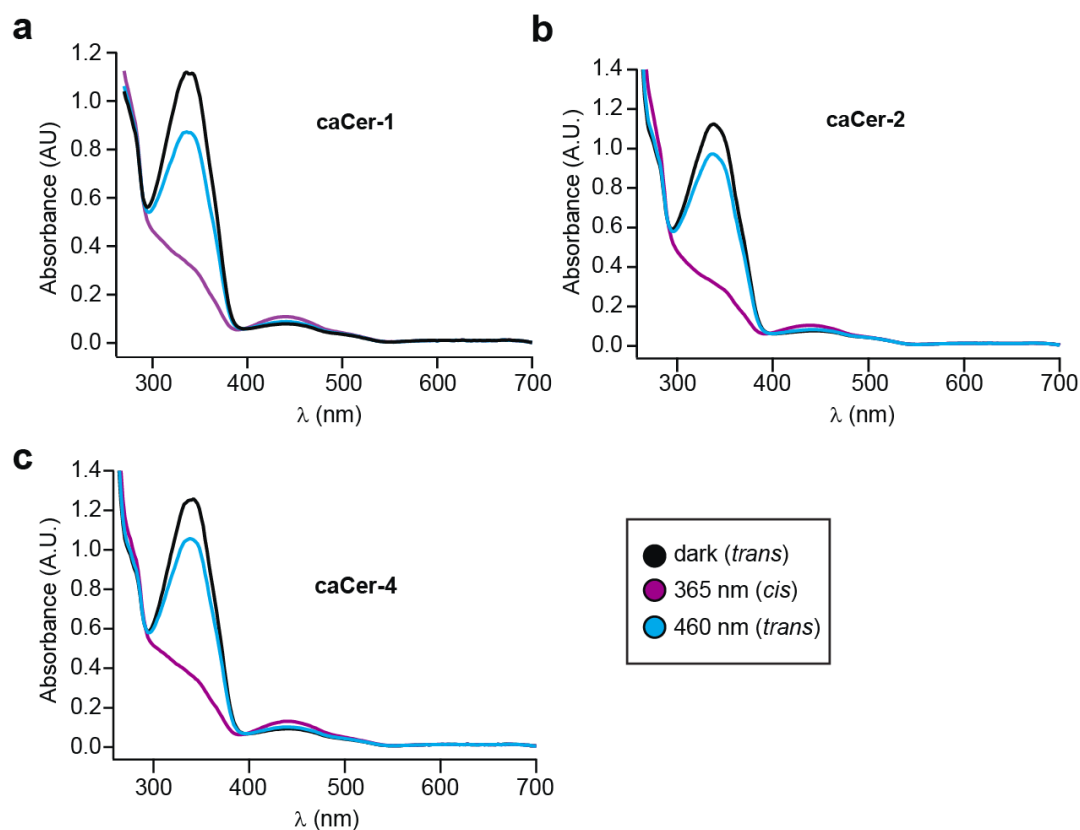 a
1.2
1.0
0.8
0.6
0.4
0.2
0.0
Absorbance (AU)
caCer-1
300 400 500 600 700
λ (nm)
b
1.4
1.2
1.0
0.8
0.6
0.4
0.2
0.0
Absorbance (A.U.)
caCer-2
300 400 500 600 700
λ (nm)
c
1.4
1.2
1.0
0.8
0.6
0.4
0.2
0.0
Absorbance (A.U.)
caCer-4
300 400 500 600 700
λ (nm)
dark (trans)
365 nm (cis)
460 nm (trans)